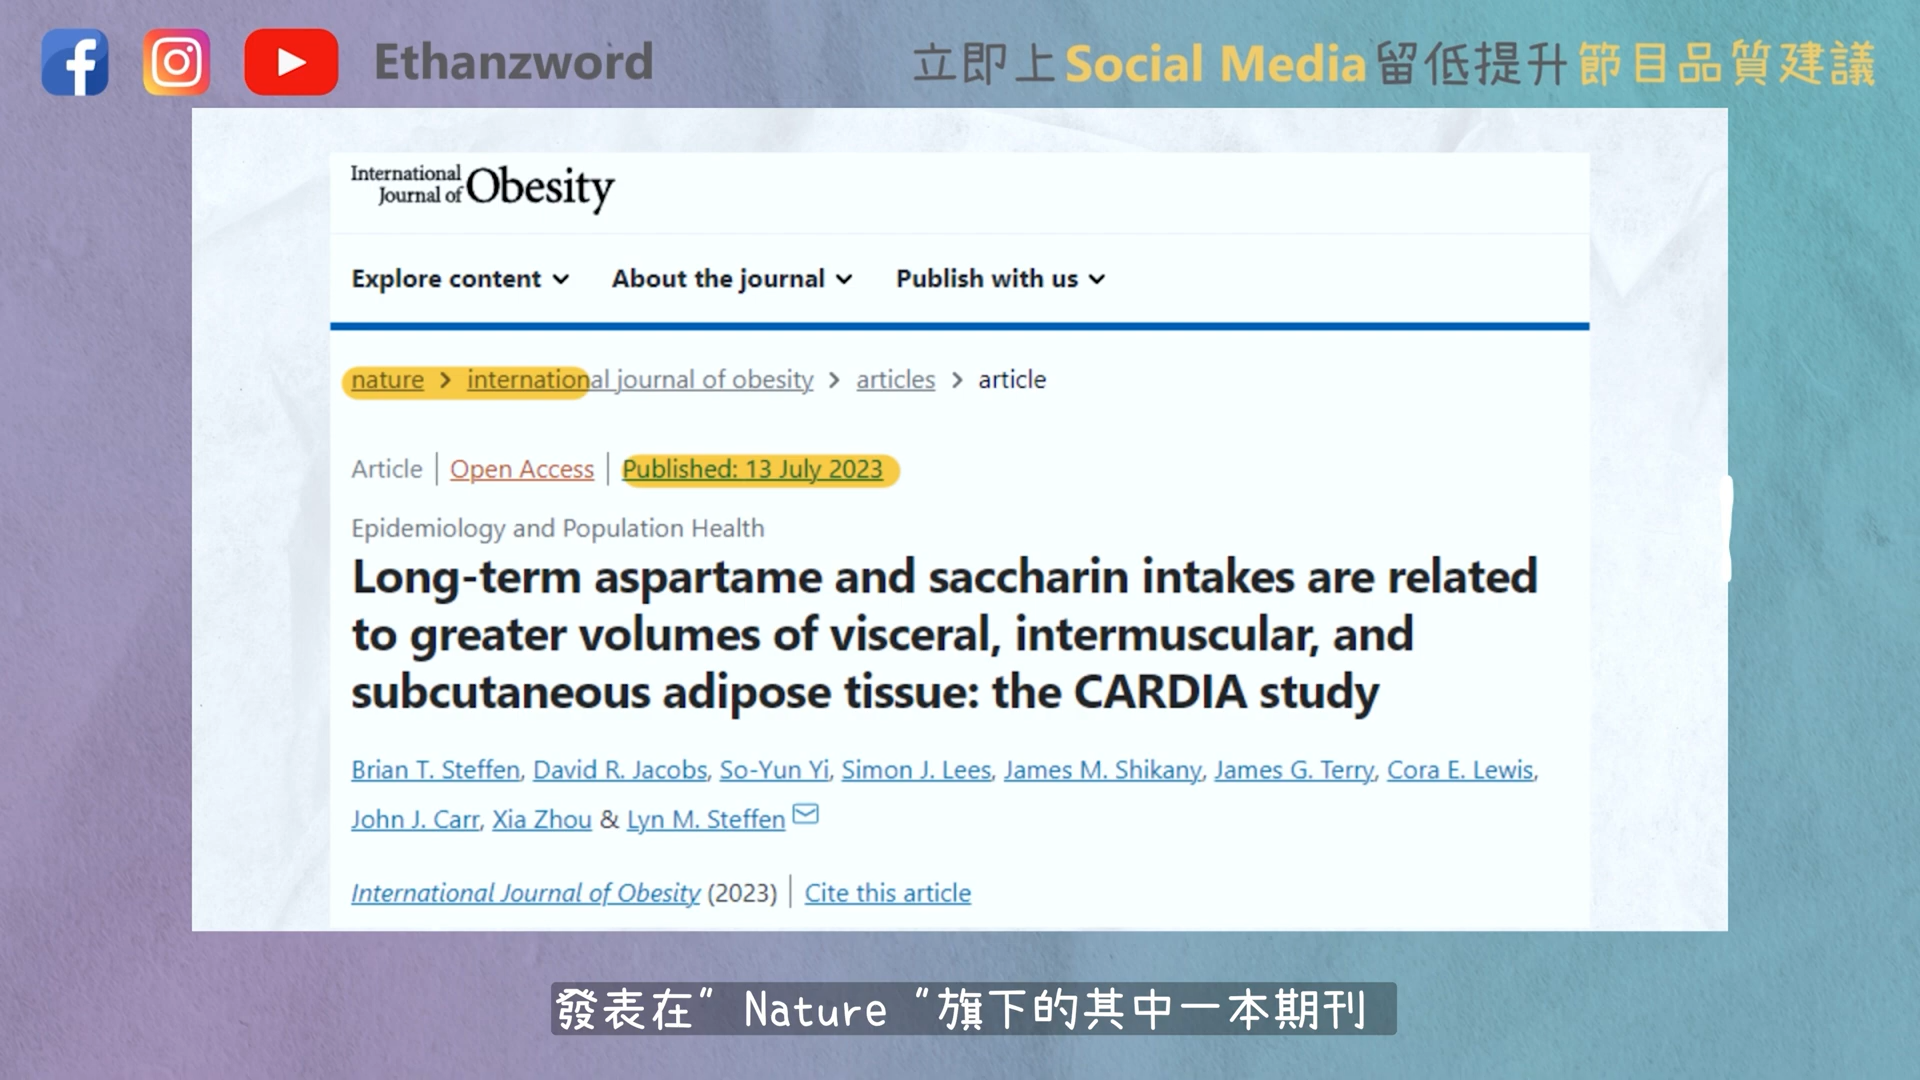 Ethanzword
立即上Social Media留低提升節目品質建議
International
Journal of Obesity
Explore content
About the journal
Publish with us
nature > international journal of obesity > articles > article
Article | Open Access | Published: 13 July 2023
Epidemiology and Population Health
Long-term aspartame and saccharin intakes are related
to greater volumes of visceral, intermuscular, and
subcutaneous adipose tissue: the CARDIA study
Brian T. Steffen, David R. Jacobs, So-Yun Yi, Simon J. Lees, James M. Shikany, James G. Terry, Cora E. Lewis,
John J. Carr, Xia Zhou & Lyn M. Steffen
International Journal of Obesity (2023) | Cite this article
發表在”Nature“旗下的其中一本期刊